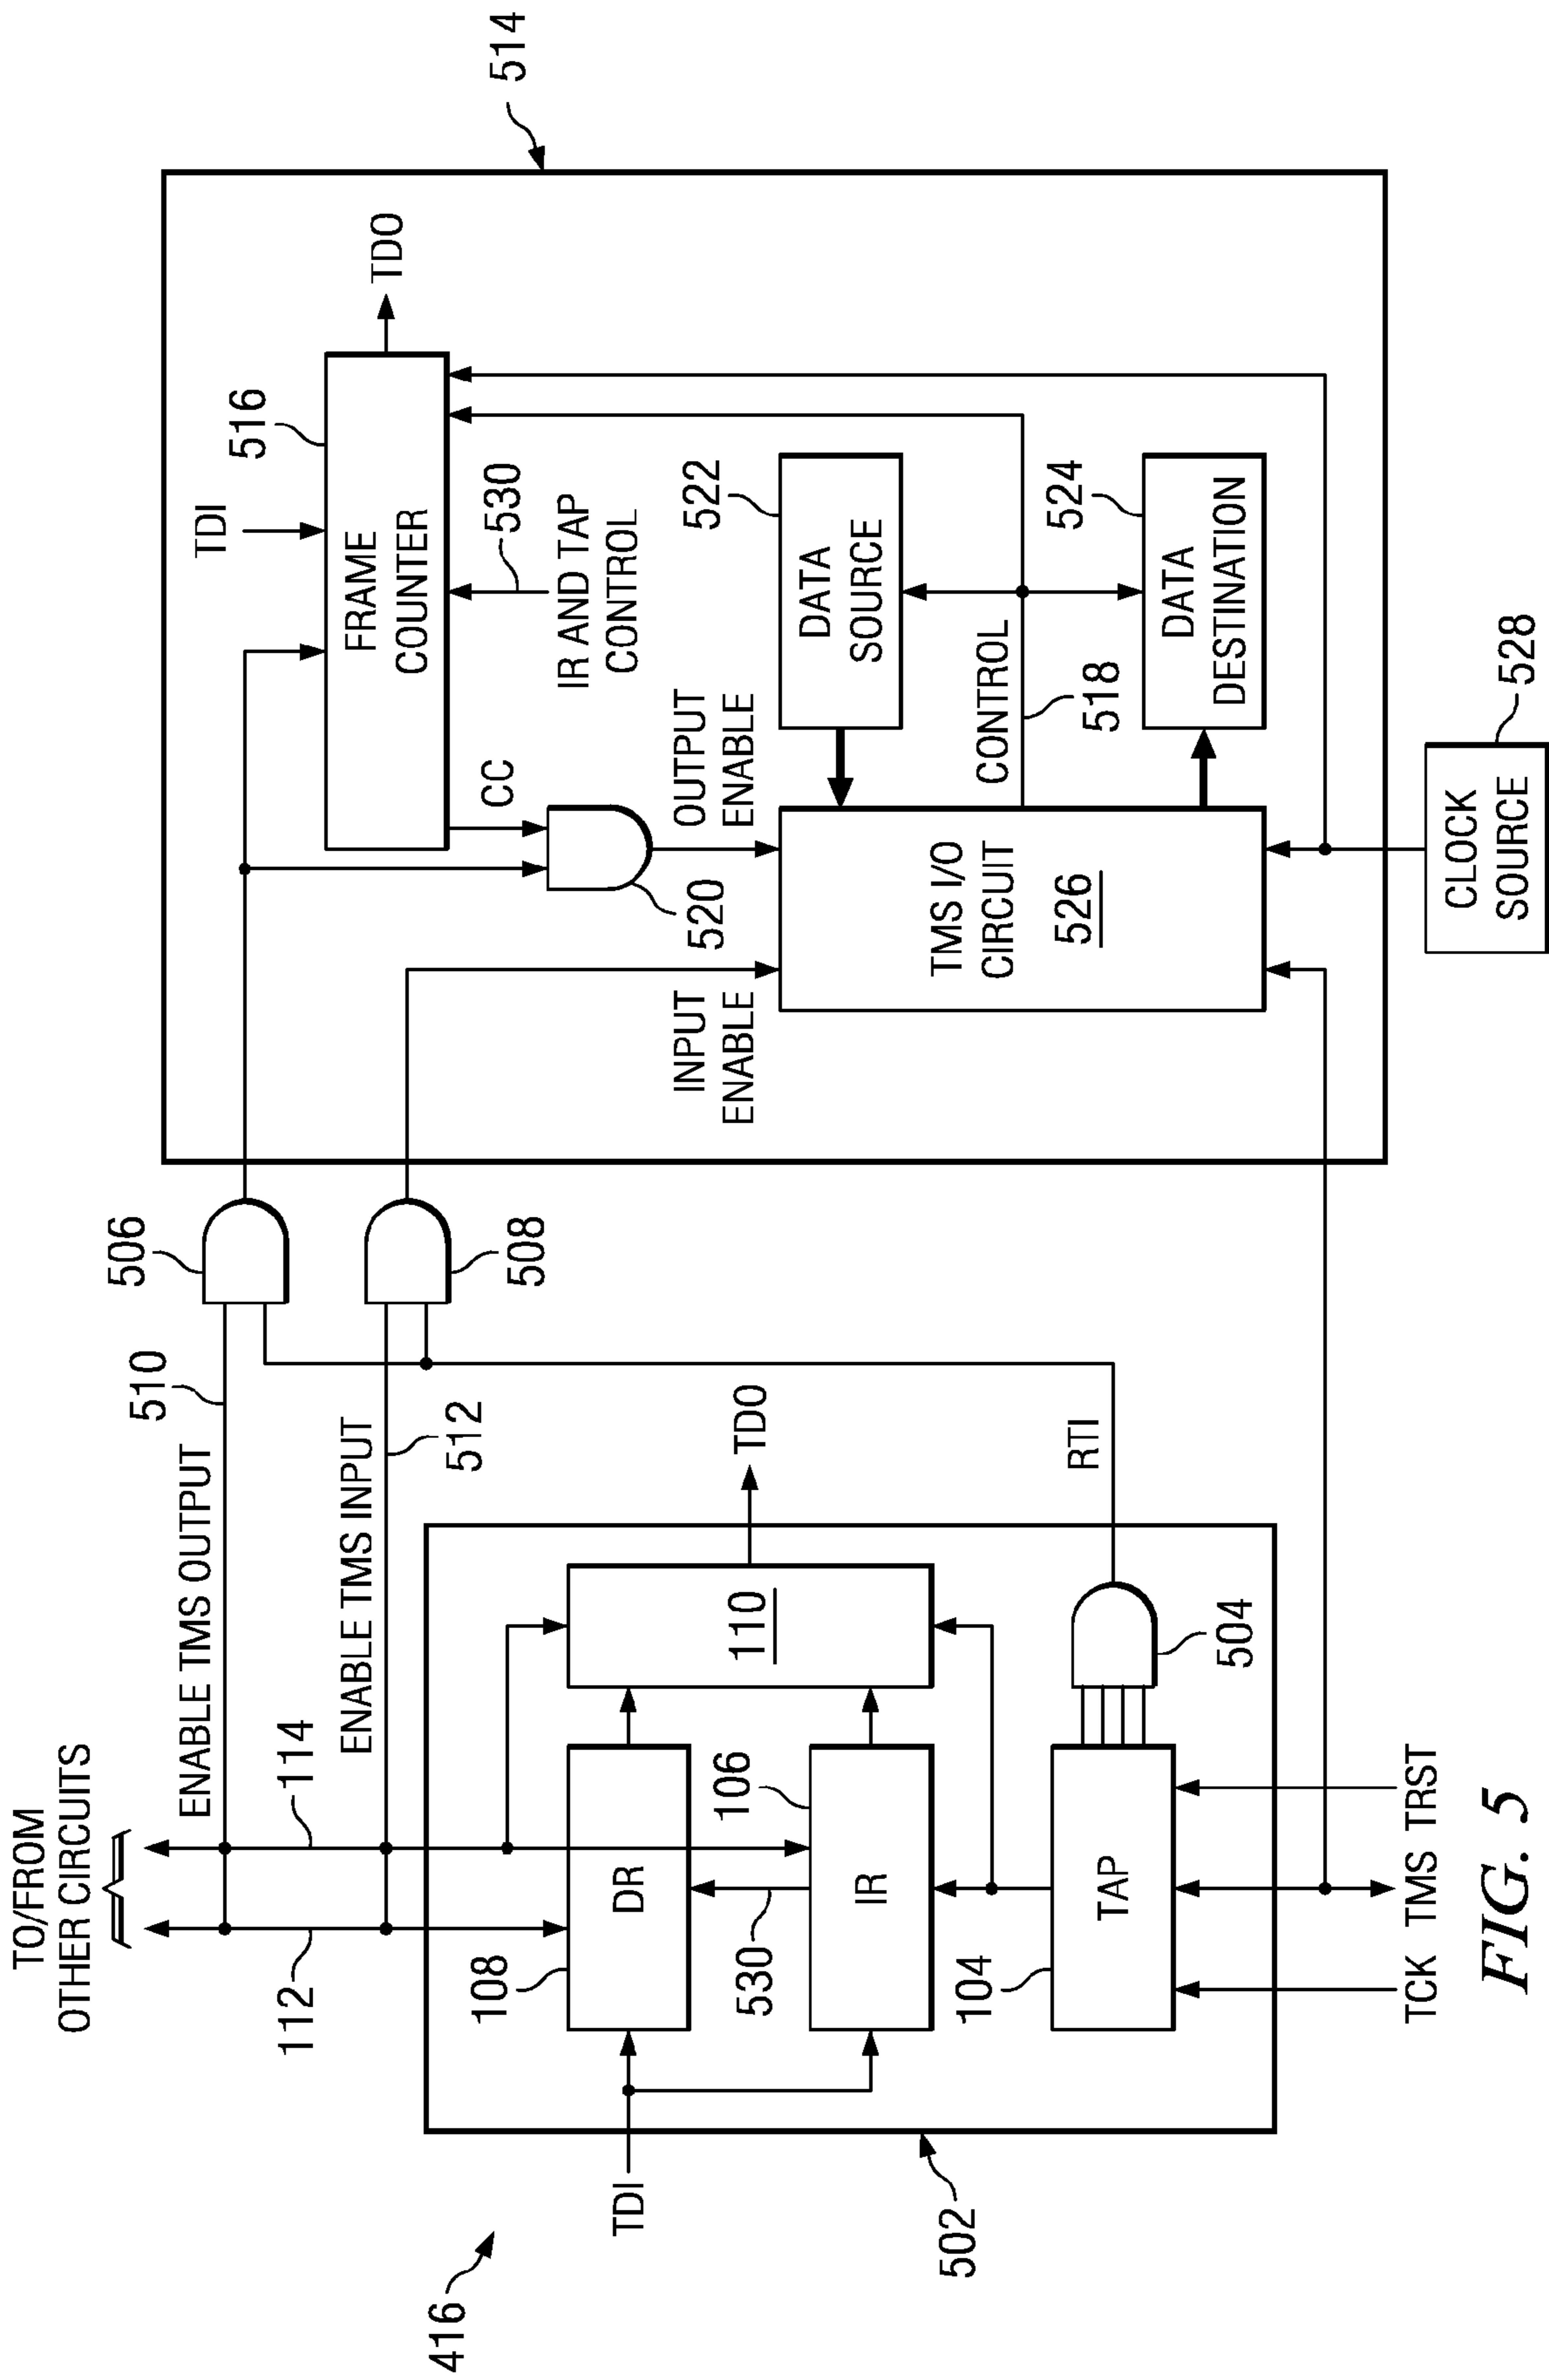 416
TO/FROM
OTHER CIRCUITS
112
114
ENABLE TMS OUTPUT
510
506
ENABLE TMS INPUT
512
508
TDI
502
108
DR
530
106
IR
104
TAP
110
TDO
504
RTI
TCK
TMS
TRST
514
TDI
516
TDO
FRAME
COUNTER
530
IR AND TAP
CONTROL
CC
520
OUTPUT
ENABLE
INPUT
ENABLE
522
DATA
SOURCE
TMS I/O
CIRCUIT
526
CONTROL
518
524
DATA
DESTINATION
CLOCK
SOURCE
528
FIG. 5